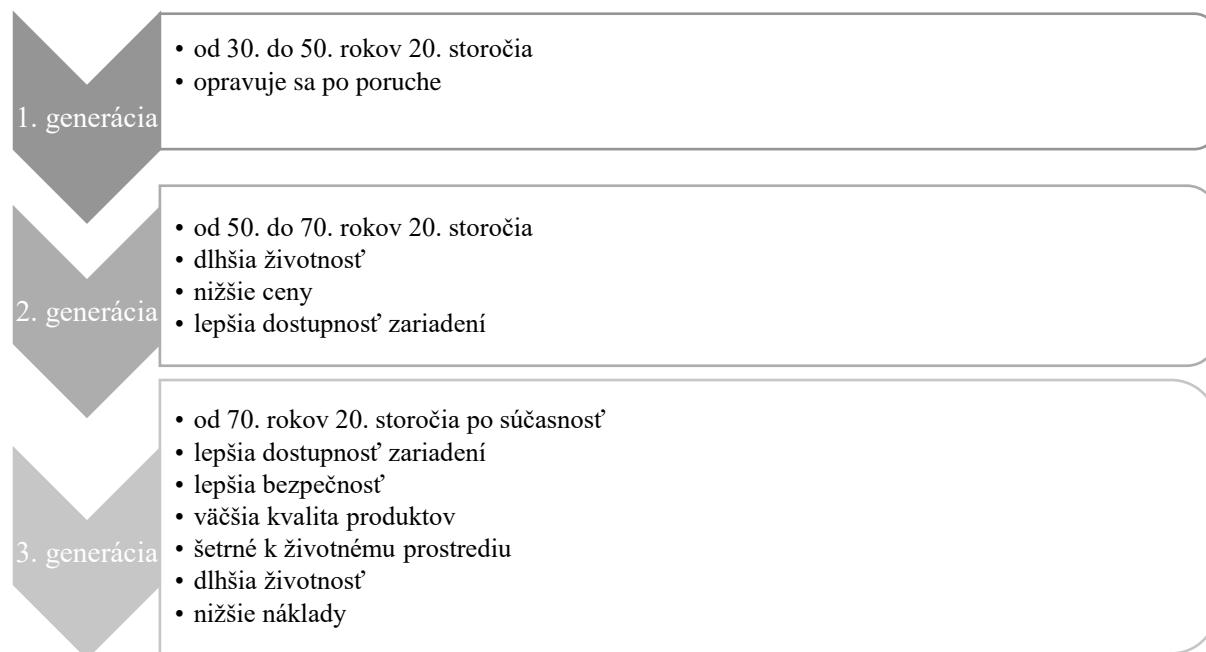 1. generácia
• od 30. do 50. rokov 20. storočia
• opravuje sa po poruche
2. generácia
• od 50. do 70. rokov 20. storočia
• dlhšia životnosť
• nižšie ceny
• lepšia dostupnosť zariadení
3. generácia
• od 70. rokov 20. storočia po súčasnosť
• lepšia dostupnosť zariadení
• lepšia bezpečnosť
• väčšia kvalita produktov
• šetrné k životnému prostrediu
• dlhšia životnosť
• nižšie náklady